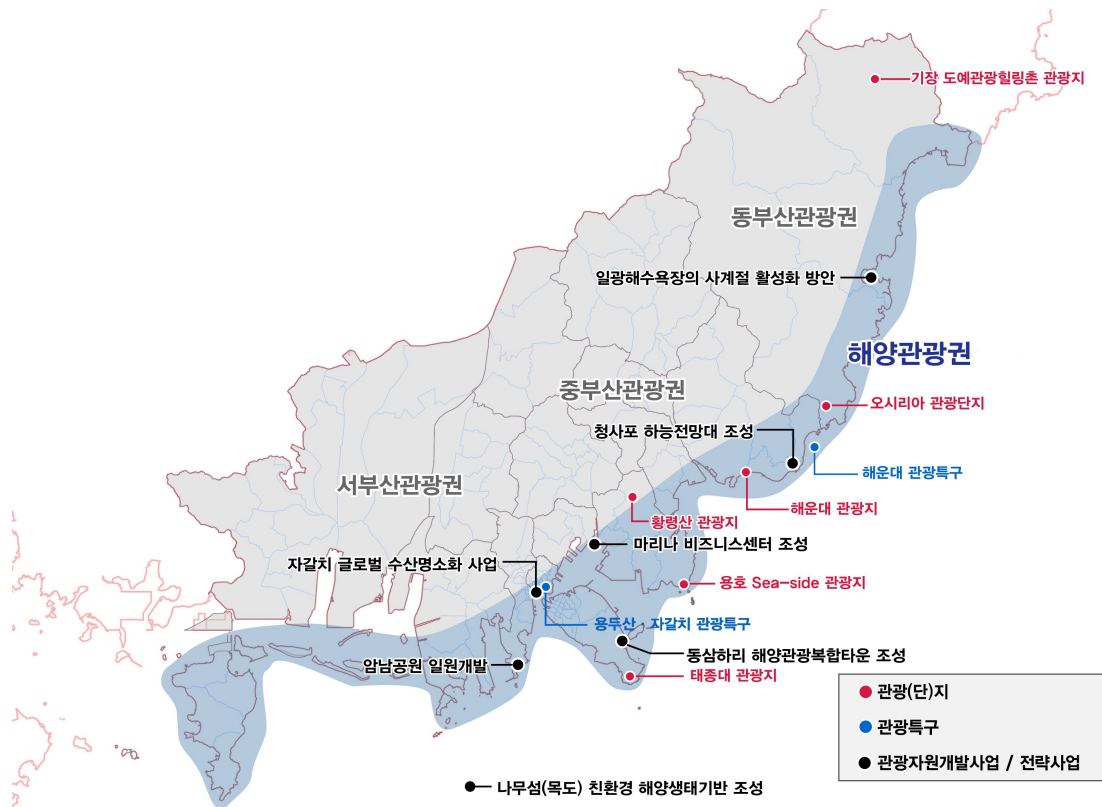 기장 도예관광힐링촌 관광지
동부산관광권
일광해수욕장의 사계절 활성화 방안
해양관광권
중부산관광권
오시리아 관광단지
청사포 하늘전망대 조성
해운대 관광특구
서부산관광권
해운대 관광지
황령산 관광지
마리나 비즈니스센터 조성
자갈치 글로벌 수산명소화 사업
용호 Sea-side 관광지
용두산·자갈치 관광특구
동삼하리 해양관광복합타운 조성
암남공원 일원개발
태종대 관광지
관광(단)지
관광특구
관광자원개발사업 / 전략사업
나무섬(목도) 친환경 해양생태기반 조성